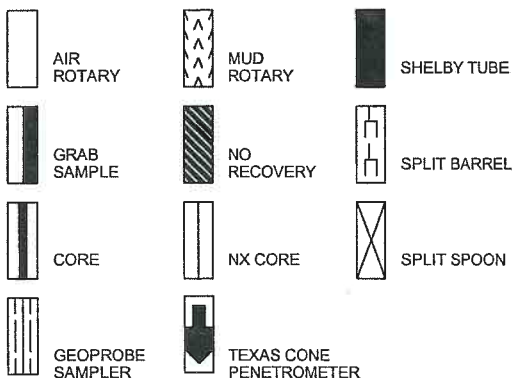 AIR
ROTARY
MUD
ROTARY
SHELBY TUBE
GRAB
SAMPLE
NO
RECOVERY
SPLIT BARREL
CORE
NX CORE
SPLIT SPOON
GEOPROBE
SAMPLER
TEXAS CONE
PENETROMETER